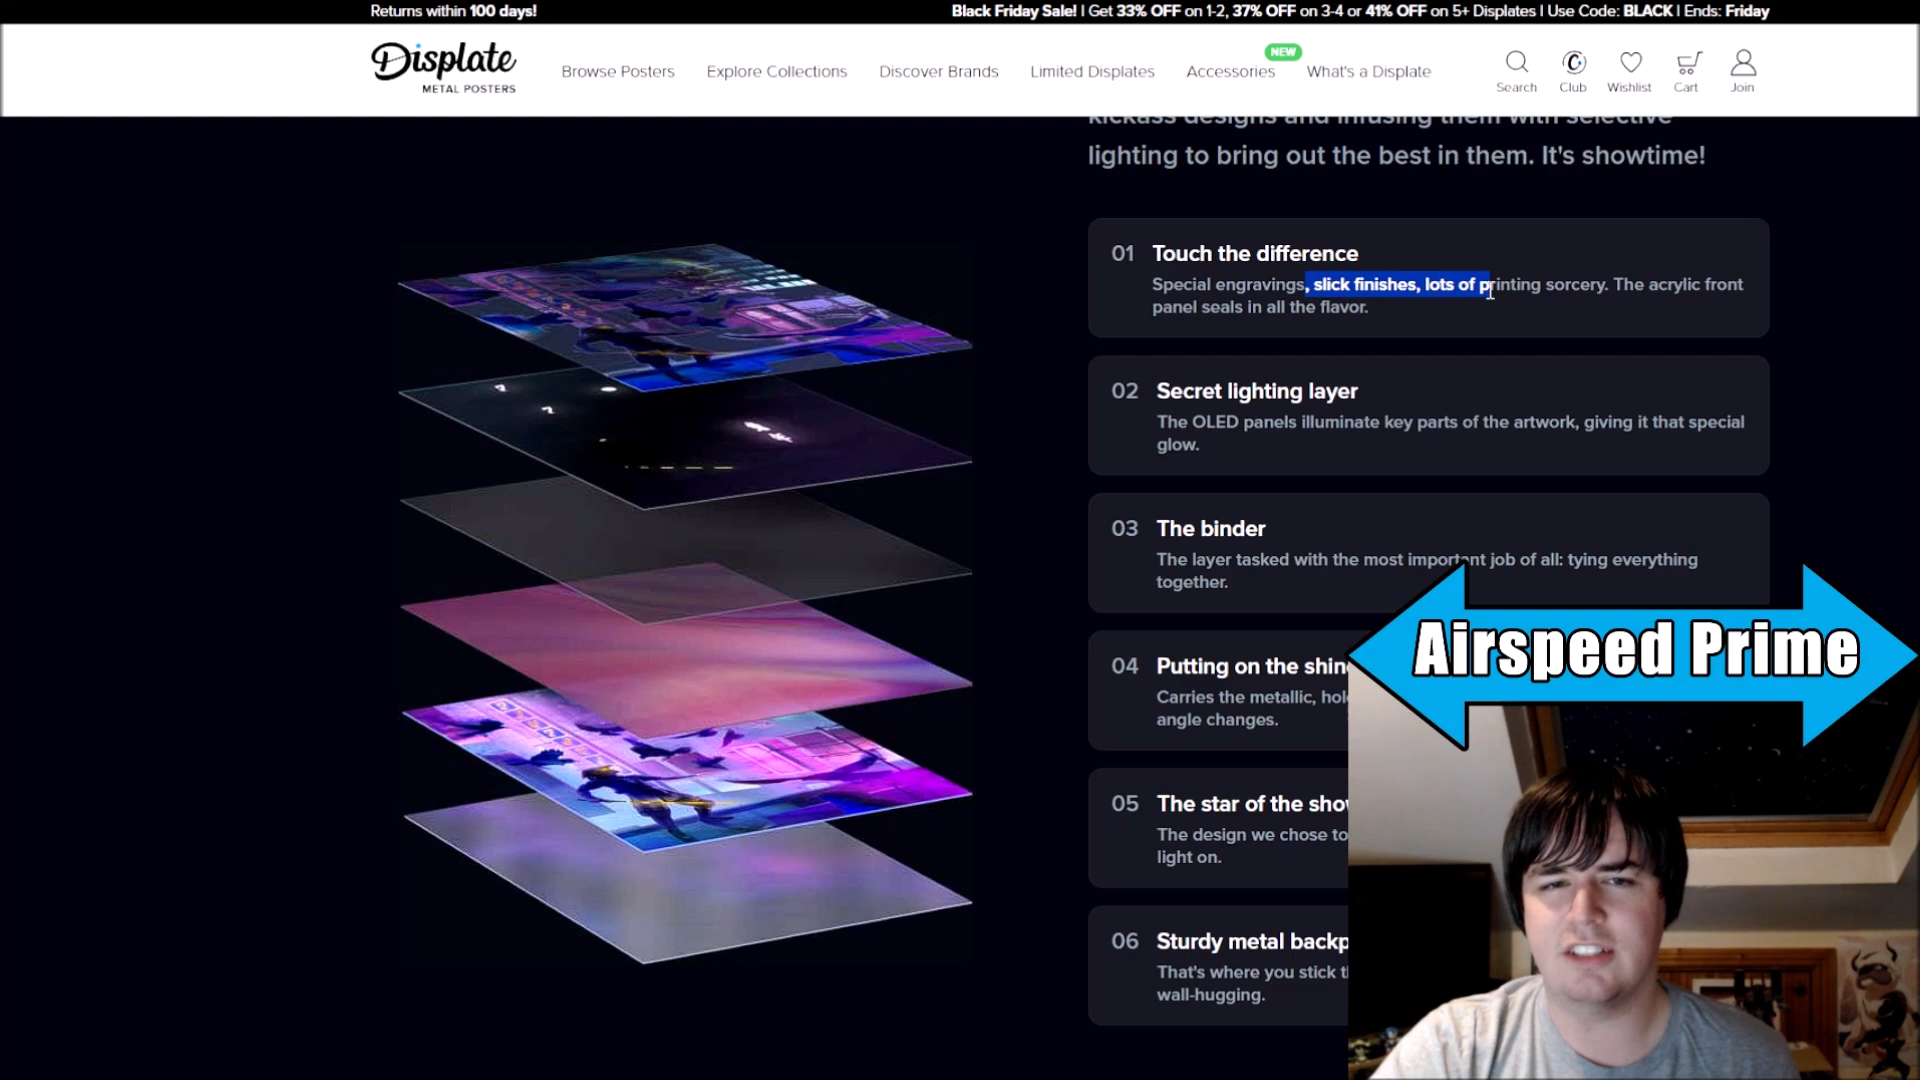 Returns within 100 days!
Black Friday Sale! | Get 33% OFF on 1-2, 37% OFF on 3-4 or 41% OFF on 5+ Displates | Use Code: BLACK | Ends: Friday
Displate
METAL POSTERS
Browse Posters
Explore Collections
Discover Brands
Limited Displates
Accessories
NEW
What's a Displate
Search
Club
Wishlist
Cart
Join
kickass designs and infusing them with selective
lighting to bring out the best in them. It's showtime!
01 Touch the difference
Special engravings, slick finishes, lots of printing sorcery. The acrylic front
panel seals in all the flavor.
02 Secret lighting layer
The OLED panels illuminate key parts of the artwork, giving it that special
glow.
03 The binder
The layer tasked with the most important job of all: tying everything
together.
Airspeed Prime
04 Putting on the shin
Carries the metallic,
angle changes.
05 The star of the
The design we chose to
light on.
06 Sturdy metal
That's where you stick
wall-hugging.